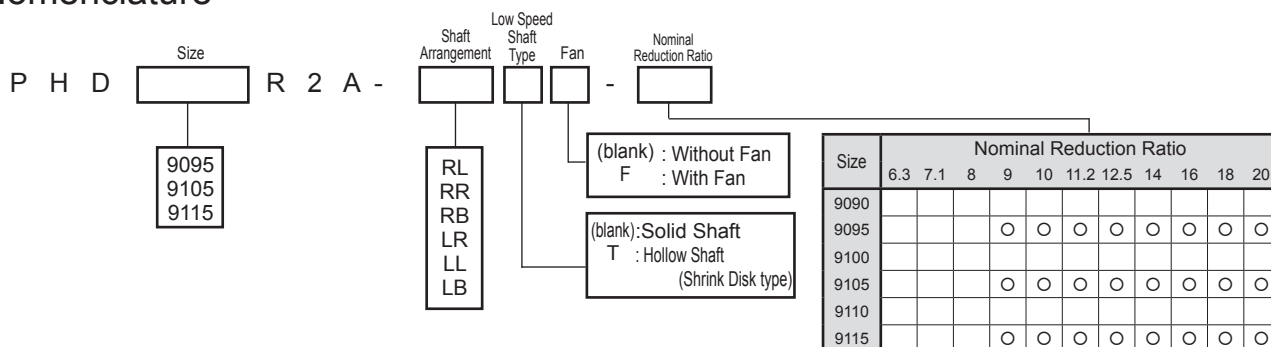 Nomenclature
Size
Shaft
Arrangement
Low Speed
Shaft
Type
Fan
Nominal
Reduction Ratio
P H D R 2 A - -
9095
9105
9115
RL
RR
RB
LR
LL
LB
(blank) : Without Fan
F : With Fan
(blank):Solid Shaft
T : Hollow Shaft
(Shrink Disk type)
Size Nominal Reduction Ratio
6.3 7.1 8 9 10 11.2 12.5 14 16 18 20
9090
9095 ○ ○ ○ ○ ○ ○ ○ ○
9100
9105 ○ ○ ○ ○ ○ ○ ○ ○
9110
9115 ○ ○ ○ ○ ○ ○ ○ ○